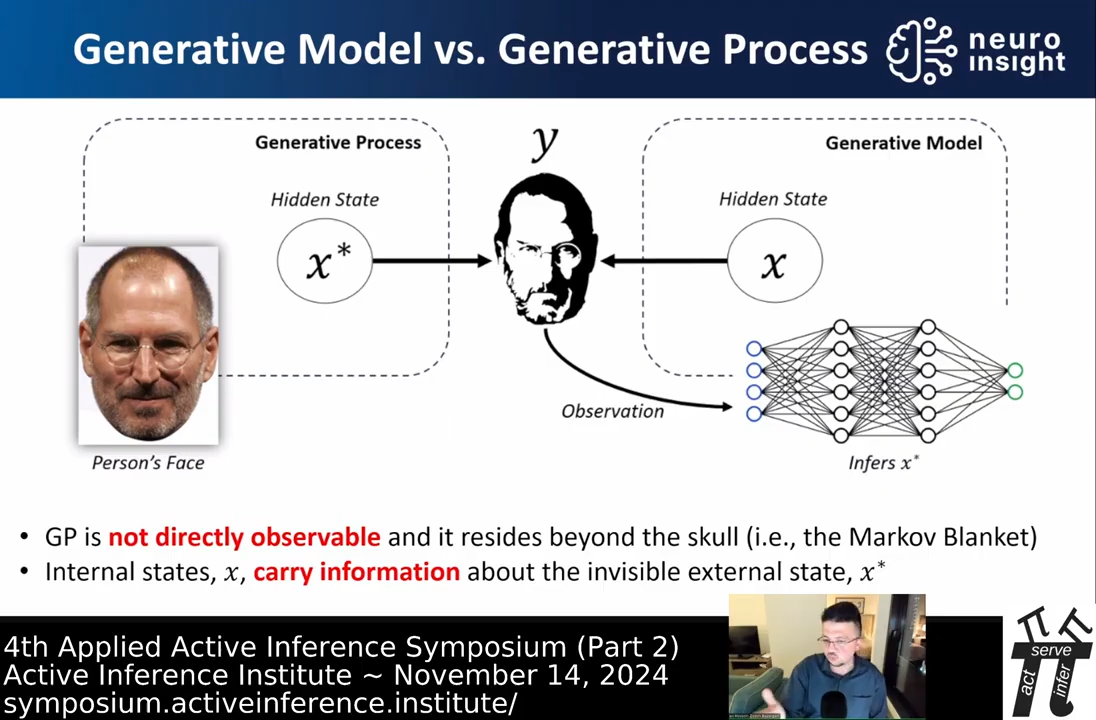 Generative Model vs. Generative Process
neuro
insight
Generative Process
y
Generative Model
Hidden State
Hidden State
x*
x
Person's Face
Observation
Infers x*
• GP is not directly observable and it resides beyond the skull (i.e., the Markov Blanket)
• Internal states, x, carry information about the invisible external state, x*
4th Applied Active Inference Symposium (Part 2)
Active Inference Institute ~ November 14, 2024
symposium.activeinference.institute/
serve
act
infer